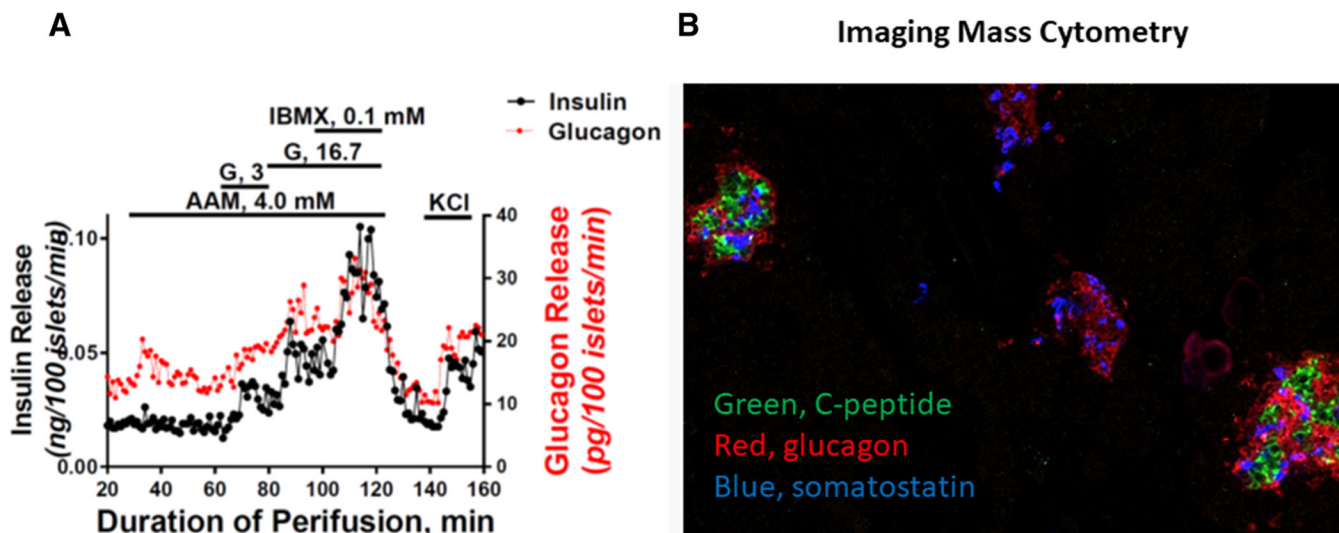 A
IBMX, 0.1 mM
G, 16.7
G, 3
AAM, 4.0 mM
KCl
Insulin
Glucagon
Insulin Release
(ng/100 islets/min)
0.10
0.05
0.00
40
30
20
10
0
Glucagon Release
(pg/100 islets/min)
20 40 60 80 100 120 140 160
Duration of Perifusion, min
B
Imaging Mass Cytometry
Green, C-peptide
Red, glucagon
Blue, somatostatin